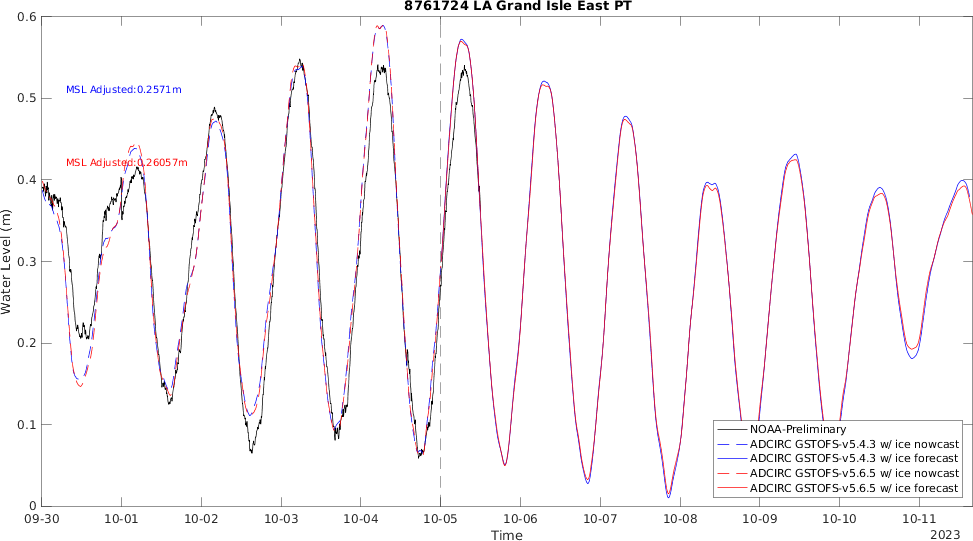 8761724 LA Grand Isle East PT
0.6
0.5
0.4
0.3
0.2
0.1
0
Water Level (m)
MSL Adjusted:0.2571m
MSL Adjusted:0.26057m
NOAA-Preliminary
ADCIRC GSTOFS-v5.4.3 w/ ice nowcast
ADCIRC GSTOFS-v5.4.3 w/ ice forecast
ADCIRC GSTOFS-v5.6.5 w/ ice nowcast
ADCIRC GSTOFS-v5.6.5 w/ ice forecast
09-30 10-01 10-02 10-03 10-04 10-05 10-06 10-07 10-08 10-09 10-10 10-11
Time
2023